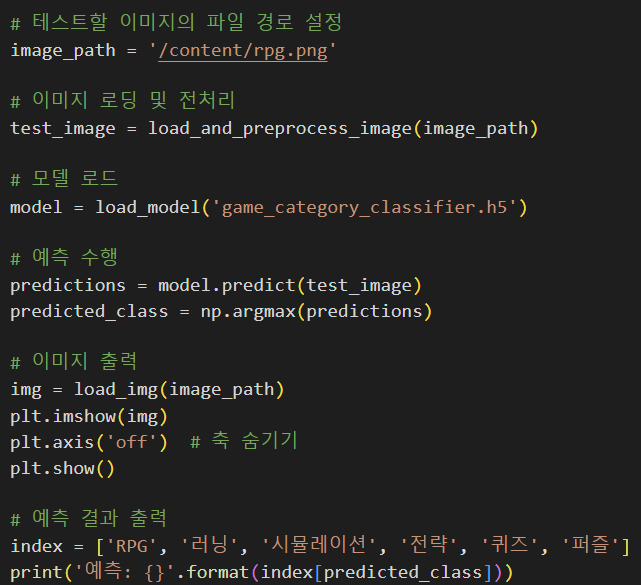 # 테스트할 이미지의 파일 경로 설정
image_path = '/content/rpg.png'
# 이미지 로딩 및 전처리
test_image = load_and_preprocess_image(image_path)
# 모델 로드
model = load_model('game_category_classifier.h5')
# 예측 수행
predictions = model.predict(test_image)
predicted_class = np.argmax(predictions)
# 이미지 출력
img = load_img(image_path)
plt.imshow(img)
plt.axis('off')  # 축 숨기기
plt.show()
# 예측 결과 출력
index = ['RPG', '러닝', '시뮬레이션', '전략', '퀴즈', '퍼즐']
print('예측: {}'.format(index[predicted_class]))